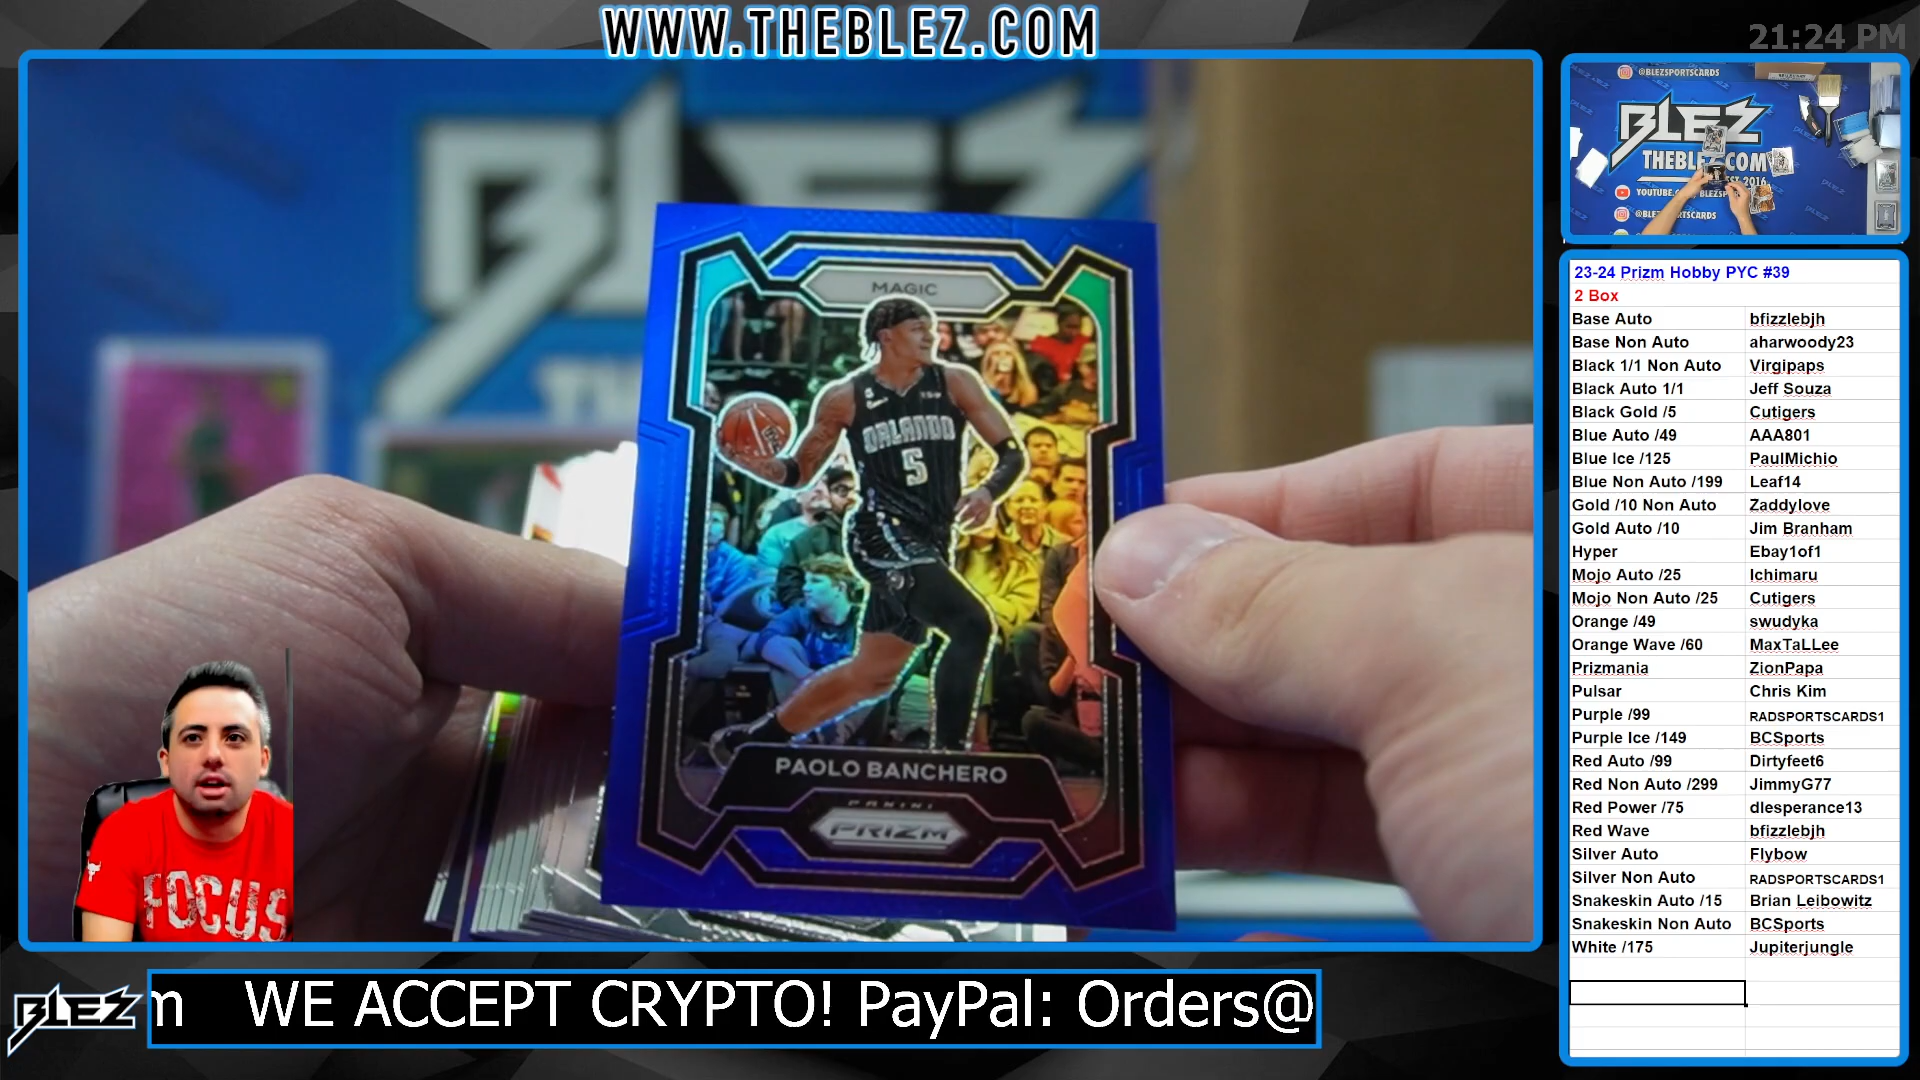 WWW.THEBLEZ.COM
21:24 PM
BLEZ
MAGIC
ORLANDO
5
PAOLO BANCHERO
PANINI
PRIZM
FOCUS
@BLEZSPORTSCARDS
BLEZ
THEBLEZ.COM
23-24 Prizm Hobby PYC #39
2 Box
Base Auto bfizzlebjh
Base Non Auto aharwoody23
Black 1/1 Non Auto Virgipaps
Black Auto 1/1 Jeff Souza
Black Gold /5 Cutigers
Blue Auto /49 AAA801
Blue Ice /125 PaulMichio
Blue Non Auto /199 Leaf14
Gold /10 Non Auto Zaddylove
Gold Auto /10 Jim Branham
Hyper Ebay1of1
Mojo Auto /25 Ichimaru
Mojo Non Auto /25 Cutigers
Orange /49 swudyka
Orange Wave /60 MaxTaLLee
Prizmania ZionPapa
Pulsar Chris Kim
Purple /99 RADSPORTSCARDS1
Purple Ice /149 BCSports
Red Auto /99 Dirtyfeet6
Red Non Auto /299 JimmyG77
Red Power /75 dlesperance13
Red Wave bfizzlebjh
Silver Auto Flybow
Silver Non Auto RADSPORTSCARDS1
Snakeskin Auto /15 Brian Leibowitz
Snakeskin Non Auto BCSports
White /175 Jupiterjungle
BLEZ
m WE ACCEPT CRYPTO! PayPal: Orders@